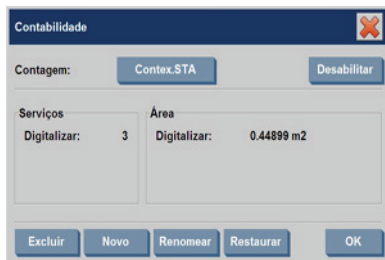 Contabilidade
Contagem: Contex.STA Desabilitar
Serviços Área
Digitalizar: 3 Digitalizar: 0.44899 m2
Excluir Novo Renomear Restaurar OK